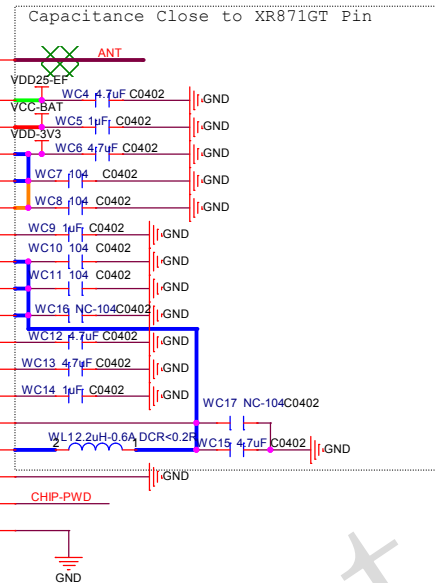 Capacitance Close to XR871GT Pin
ANT
VDD25-EF
WC4 4.7uF C0402
GND
VCC-BAT
WC5 1uF C0402
GND
VDD-3V3
WC6 4.7uF C0402
GND
WC7 104 C0402
GND
WC8 104 C0402
GND
WC9 1uF C0402
GND
WC10 104 C0402
GND
WC11 104 C0402
GND
WC16 NC-104 C0402
GND
WC12 4.7uF C0402
GND
WC13 4.7uF C0402
GND
WC14 1uF C0402
GND
WC17 NC-104C0402
WL12.2uH-0.6A DCR<0.2R
2 1
WC15 4.7uF C0402
GND
GND
CHIP-PWD
GND